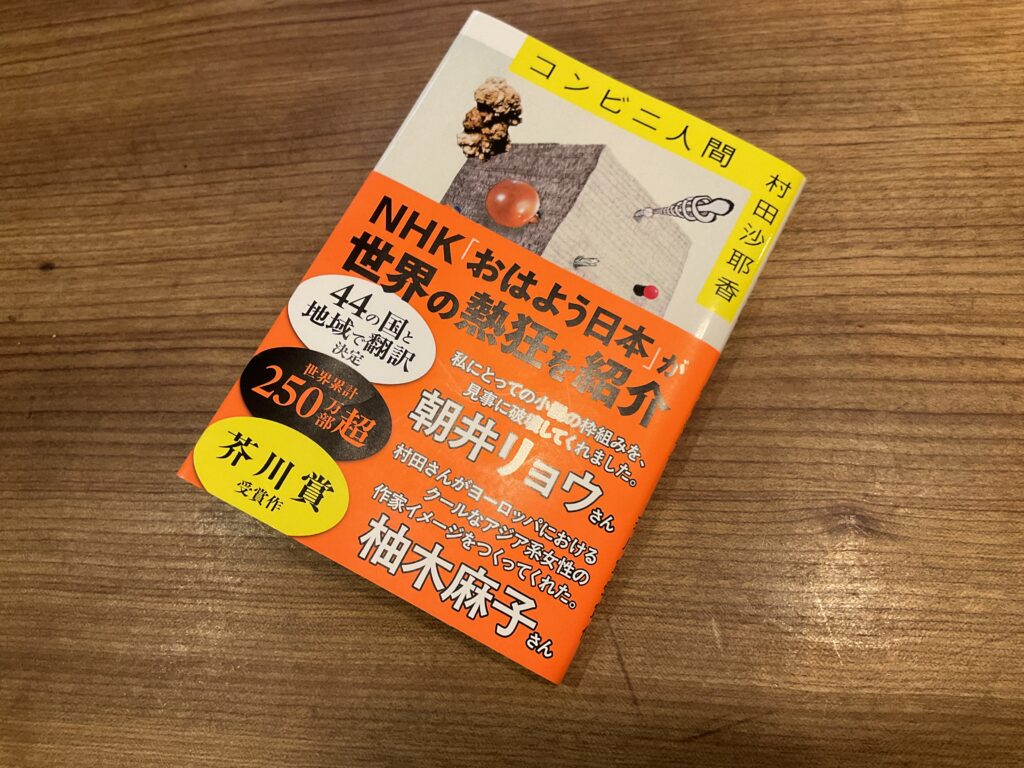 コンビニ人間
村田沙耶香
NHK「おはよう日本」が
世界の熱狂を紹介
44の国と
地域で翻訳
決定
世界累計
250万部超
芥川賞
受賞作
私にとっての小説の枠組みを、
見事に破壊してくれました。
朝井リョウさん
村田さんがヨーロッパにおける
クールなアジア系女性の
作家イメージをつくってくれた。
柚木麻子さん